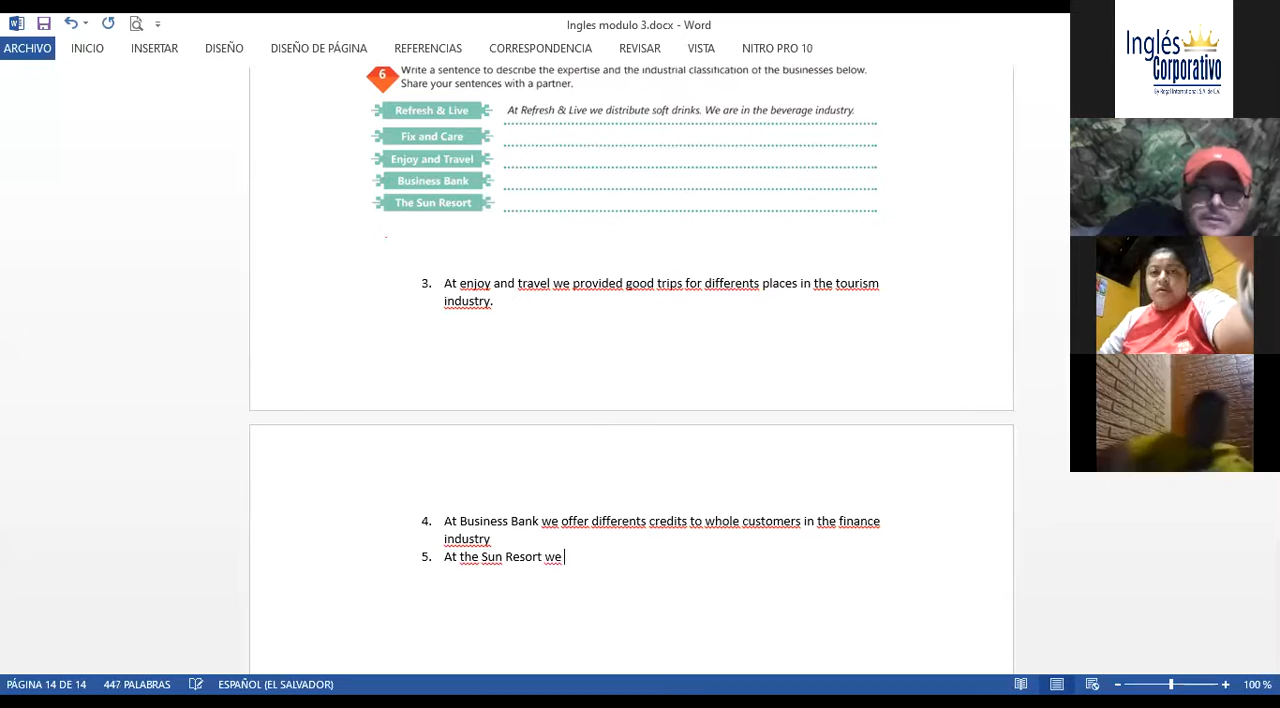 Ingles modulo 3.docx - Word
ARCHIVO INICIO INSERTAR DISEÑO DISEÑO DE PÁGINA REFERENCIAS CORRESPONDENCIA REVISAR VISTA NITRO PRO 10
6 Write a sentence to describe the expertise and the industrial classification of the businesses below.
Share your sentences with a partner.
Refresh & Live At Refresh & Live we distribute soft drinks. We are in the beverage industry.
Fix and Care
Enjoy and Travel
Business Bank
The Sun Resort
3. At enjoy and travel we provided good trips for differents places in the tourism
industry.
4. At Business Bank we offer differents credits to whole customers in the finance
industry
5. At the Sun Resort we
PÁGINA 14 DE 14 447 PALABRAS ESPAÑOL (EL SALVADOR) 100 %
Inglés
Corporativo